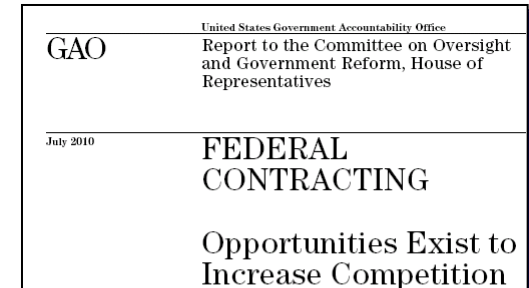 United States Government Accountability Office
GAO
Report to the Committee on Oversight
and Government Reform, House of
Representatives
July 2010
FEDERAL
CONTRACTING
Opportunities Exist to
Increase Competition